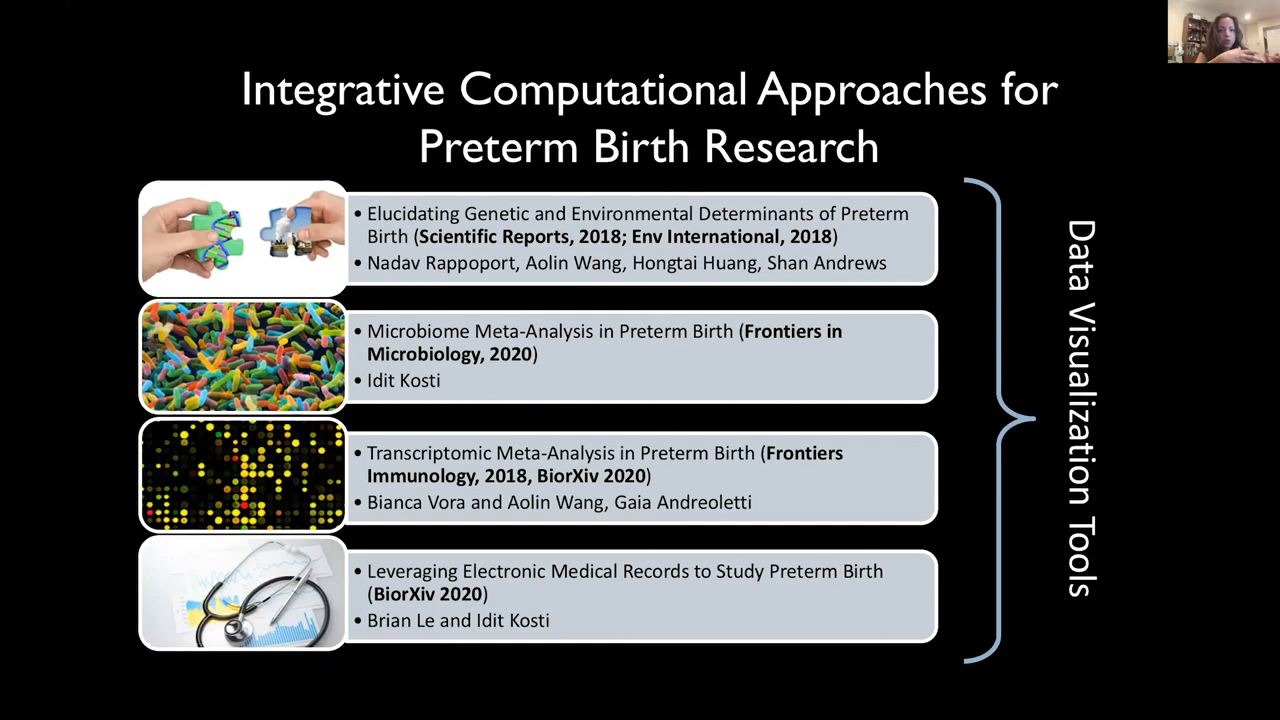 Integrative Computational Approaches for
Preterm Birth Research
• Elucidating Genetic and Environmental Determinants of Preterm
Birth (Scientific Reports, 2018; Env International, 2018)
• Nadav Rappoport, Aolin Wang, Hongtai Huang, Shan Andrews
• Microbiome Meta-Analysis in Preterm Birth (Frontiers in
Microbiology, 2020)
• Idit Kosti
• Transcriptomic Meta-Analysis in Preterm Birth (Frontiers
Immunology, 2018, BiorXiv 2020)
• Bianca Vora and Aolin Wang, Gaia Andreoletti
• Leveraging Electronic Medical Records to Study Preterm Birth
(BiorXiv 2020)
• Brian Le and Idit Kosti
Data Visualization Tools